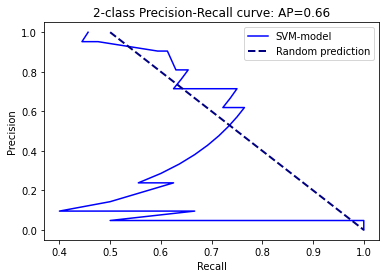 2-class Precision-Recall curve: AP=0.66
SVM-model
Random prediction
Precision
1.0
0.8
0.6
0.4
0.2
0.0
0.4 0.5 0.6 0.7 0.8 0.9 1.0
Recall